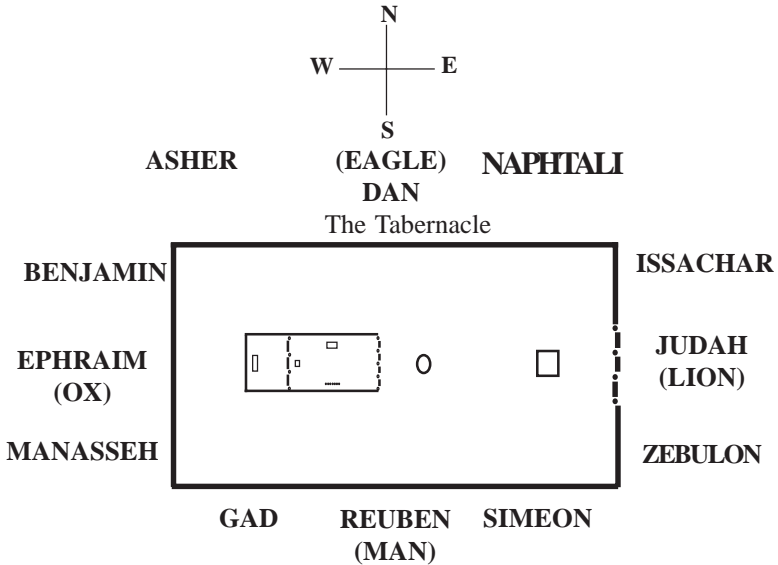 N
W E
S
ASHER (EAGLE) NAPHTALI
DAN
The Tabernacle
BENJAMIN ISSACHAR
EPHRAIM JUDAH
(OX) (LION)
MANASSEH ZEBULON
GAD REUBEN SIMEON
(MAN)